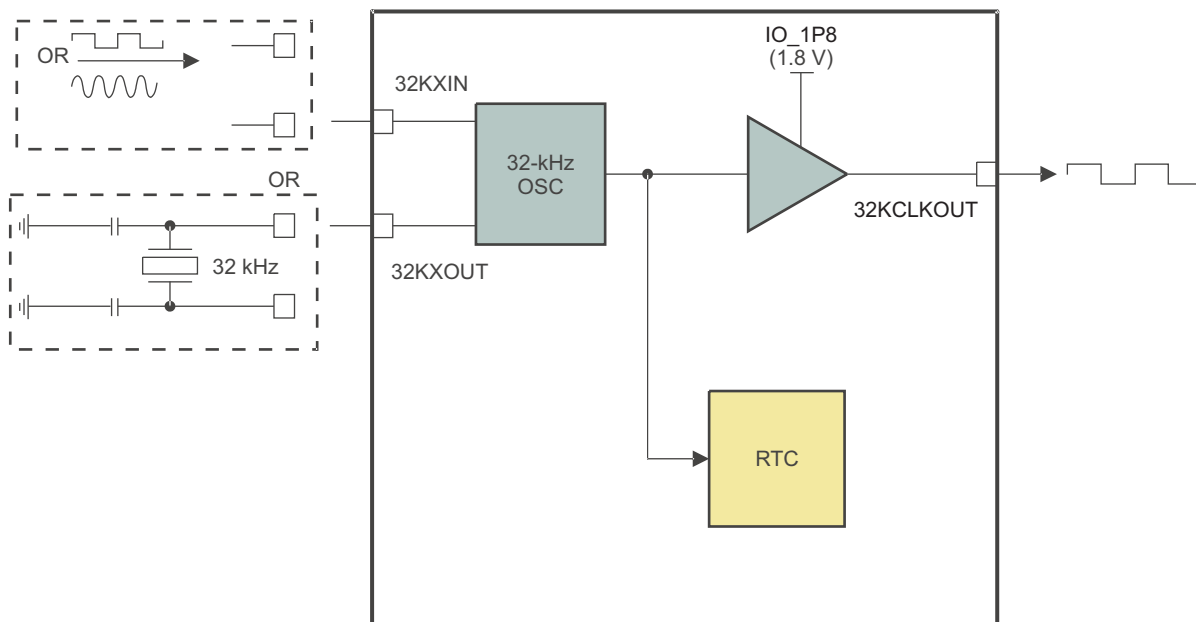 OR
OR
32 kHz
32KXIN
32KXOUT
32-kHz
OSC
IO_1P8
(1.8 V)
32KCLKOUT
RTC